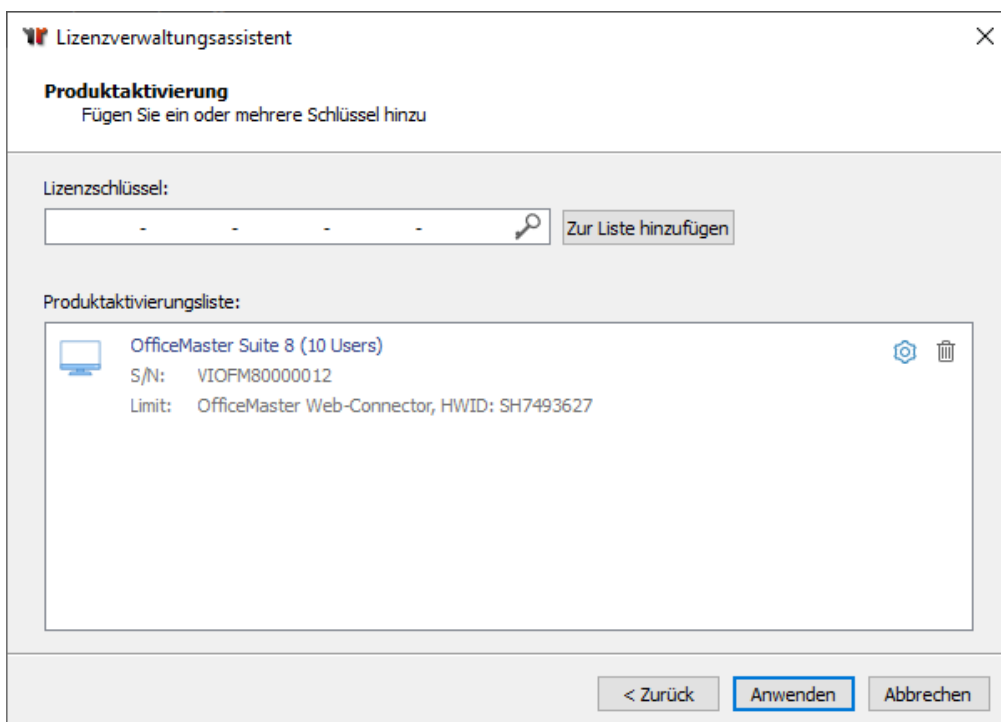 Lizenzverwaltungsassistent
Produktaktivierung
Fügen Sie ein oder mehrere Schlüssel hinzu
Lizenzschlüssel:
- - - -
Zur Liste hinzufügen
Produktaktivierungsliste:
OfficeMaster Suite 8 (10 Users)
S/N: VIOFM80000012
Limit: OfficeMaster Web-Connector, HWID: SH7493627
< Zurück Anwenden Abbrechen